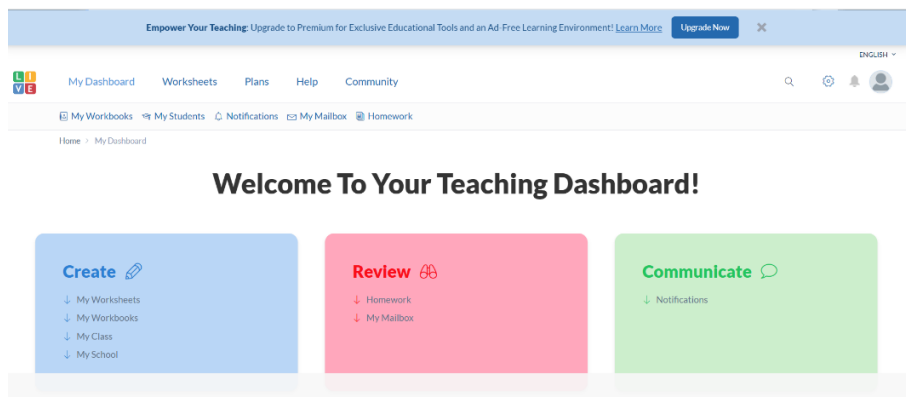 Empower Your Teaching: Upgrade to Premium for Exclusive Educational Tools and an Ad-Free Learning Environment! Learn More Upgrade Now
ENGLISH
LIVE
My Dashboard Worksheets Plans Help Community
My Workbooks My Students Notifications My Mailbox Homework
Home > My Dashboard
Welcome To Your Teaching Dashboard!
Create
My Worksheets
My Workbooks
My Class
My School
Review
Homework
My Mailbox
Communicate
Notifications